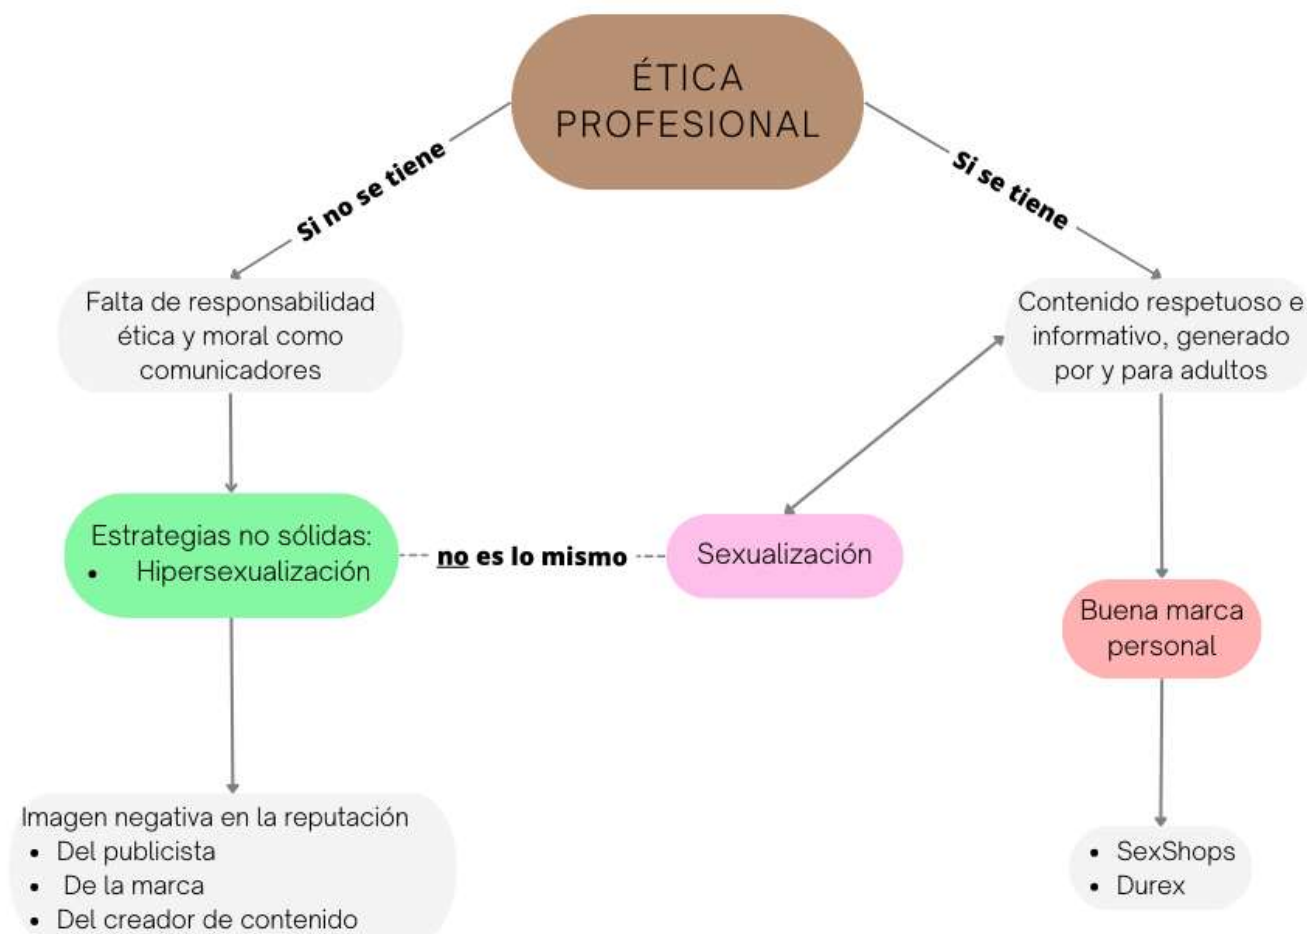 ÉTICA
PROFESIONAL
Si no se tiene
Si se tiene
Falta de responsabilidad
ética y moral como
comunicadores
Contenido respetuoso e
informativo, generado
por y para adultos
Estrategias no sólidas:
• Hipersexualización
no es lo mismo
Sexualización
Buena marca
personal
Imagen negativa en la reputación
• Del publicista
• De la marca
• Del creador de contenido
• SexShops
• Durex